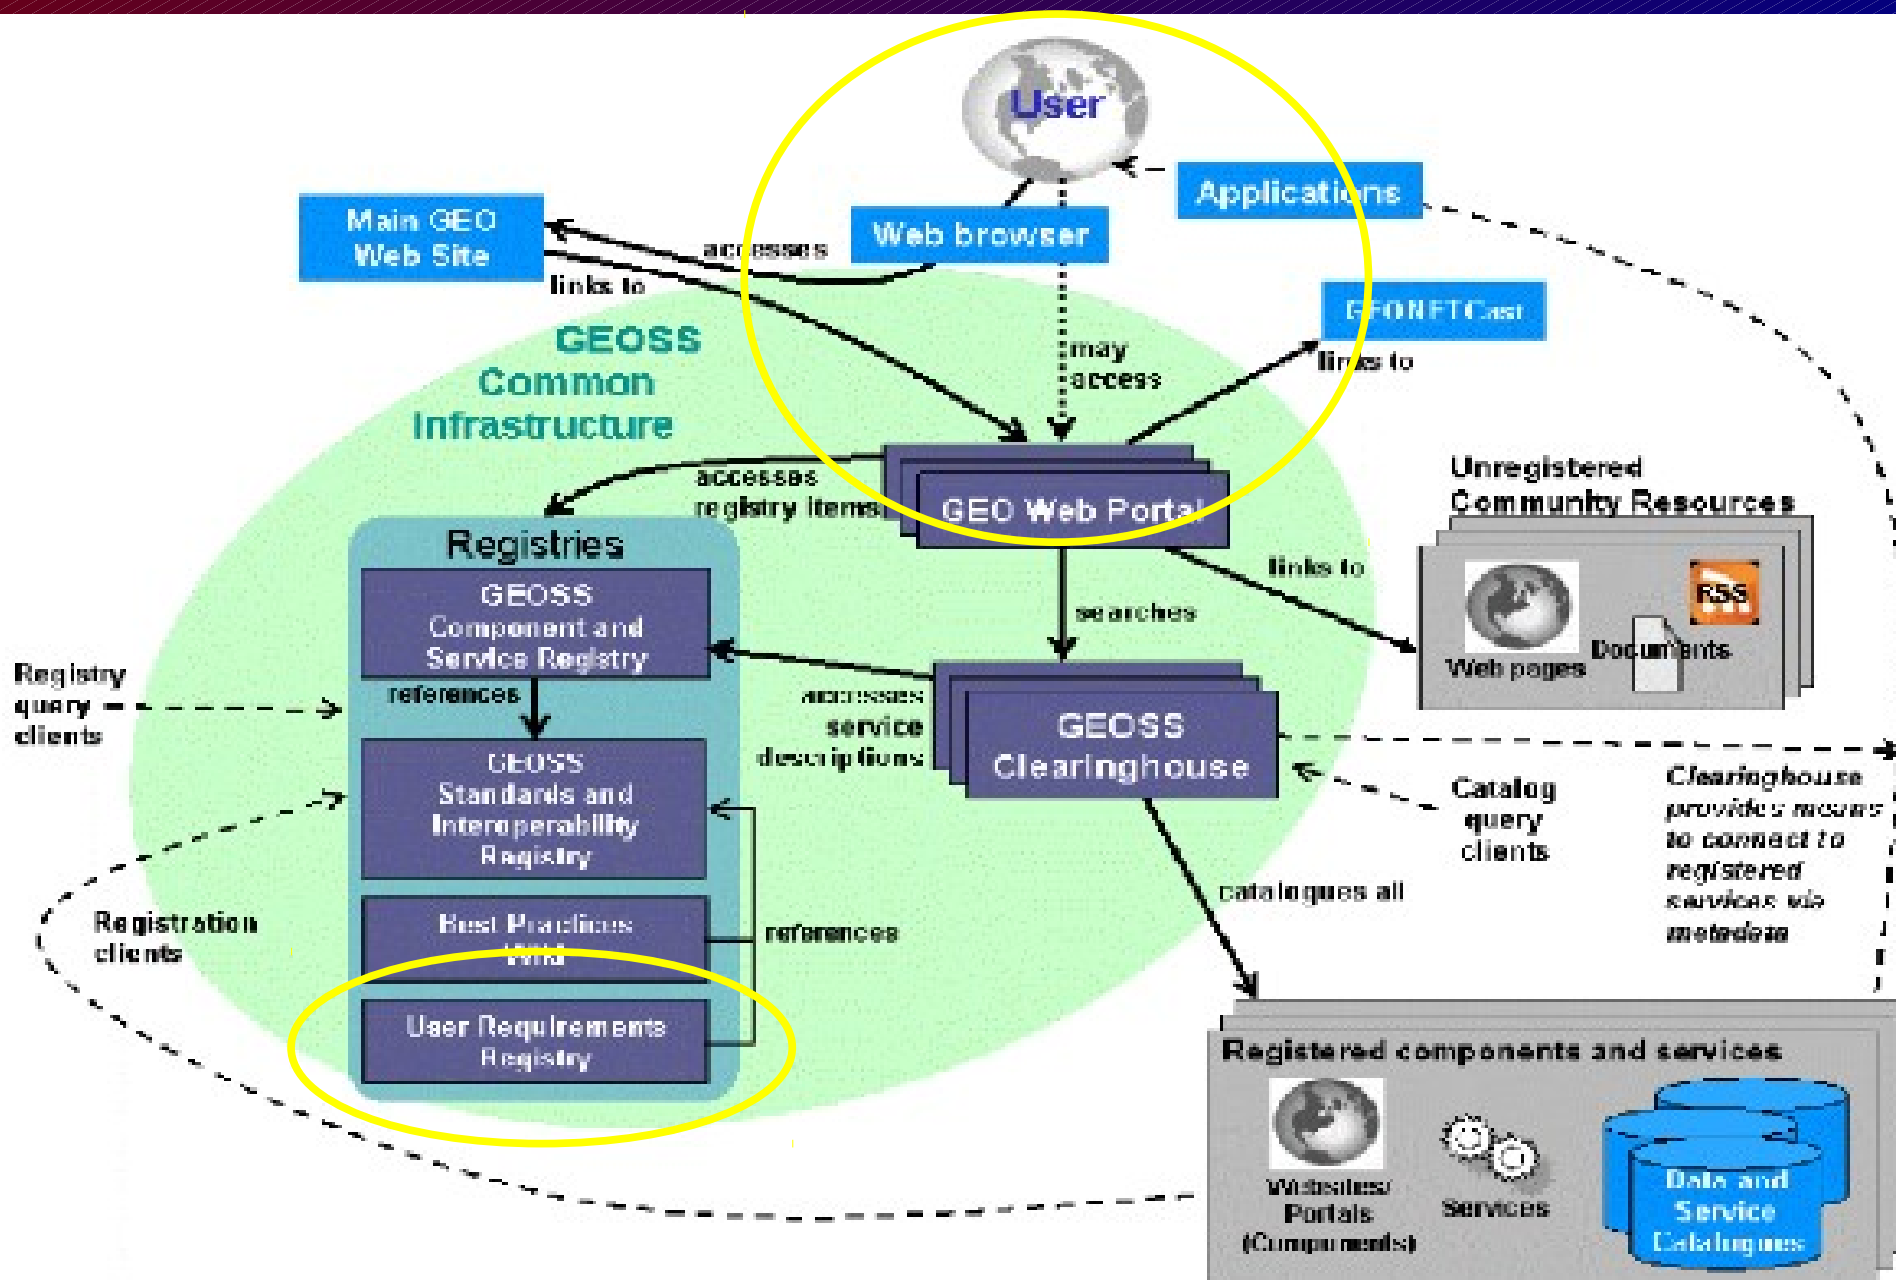 User
Applications
Main GEO
Web Site
Web browser
accesses
links to
GEONETCast
links to
GEOSS
Common
Infrastructure
may
access
accesses
registry items
GEO Web Portal
Unregistered
Community Resources
RSS
Documents
Web pages
links to
searches
Registries
GEOSS
Component and
Service Registry
references
Registry
query
clients
accesses
service
descriptions
GEOSS
Clearinghouse
GEOSS
Standards and
Interoperability
Registry
Catalog
query
clients
Clearinghouse
provides means
to connect to
registered
services via
metadata
catalogues all
Registration
clients
Best Practices
Wiki
references
User Requirements
Registry
Registered components and services
Websites/
Portals
(Components)
Services
Data and
Service
Catalogues